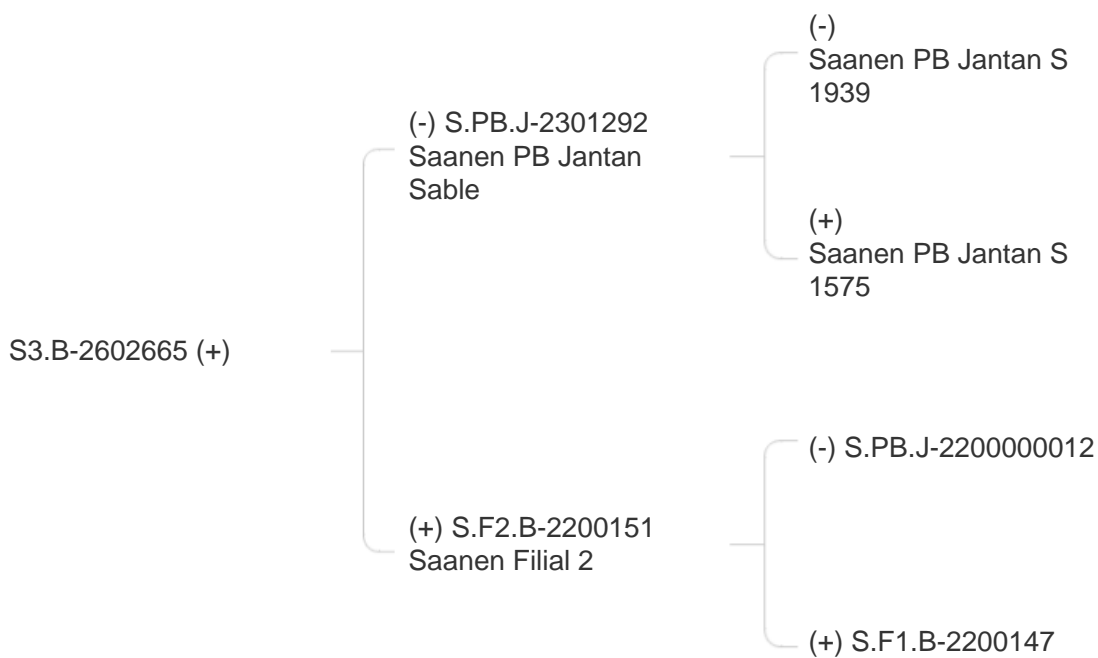 (-)
Saanen PB Jantan S
1939
(-) S.PB.J-2301292
Saanen PB Jantan
Sable
(+)
Saanen PB Jantan S
1575
S3.B-2602665 (+)
(-) S.PB.J-2200000012
(+) S.F2.B-2200151
Saanen Filial 2
(+) S.F1.B-2200147